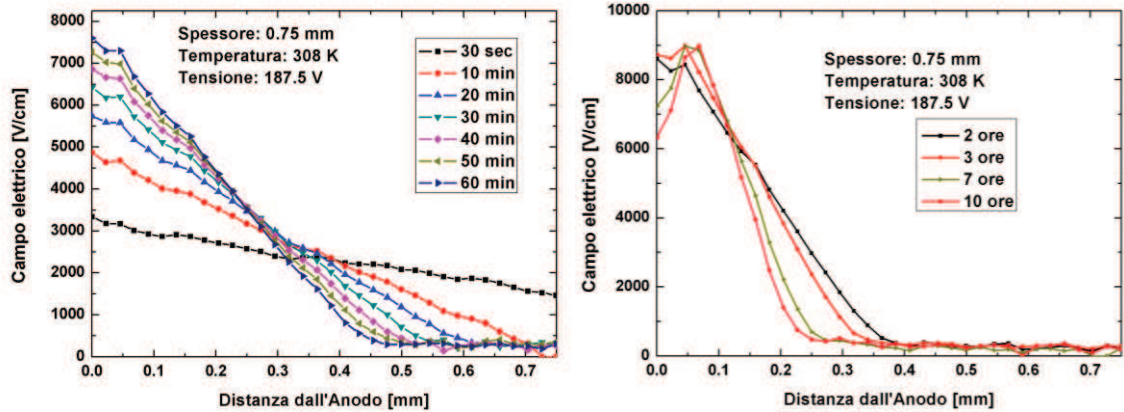 Spessore: 0.75 mm
Temperatura: 308 K
Tensione: 187.5 V
30 sec
10 min
20 min
30 min
40 min
50 min
60 min
8000
7000
6000
5000
4000
3000
2000
1000
0
Campo elettrico [V/cm]
0.0 0.1 0.2 0.3 0.4 0.5 0.6 0.7
Distanza dall'Anodo [mm]
Spessore: 0.75 mm
Temperatura: 308 K
Tensione: 187.5 V
2 ore
3 ore
7 ore
10 ore
10000
8000
6000
4000
2000
0
Campo elettrico [V/cm]
0.0 0.1 0.2 0.3 0.4 0.5 0.6 0.7
Distanza dall'Anodo [mm]